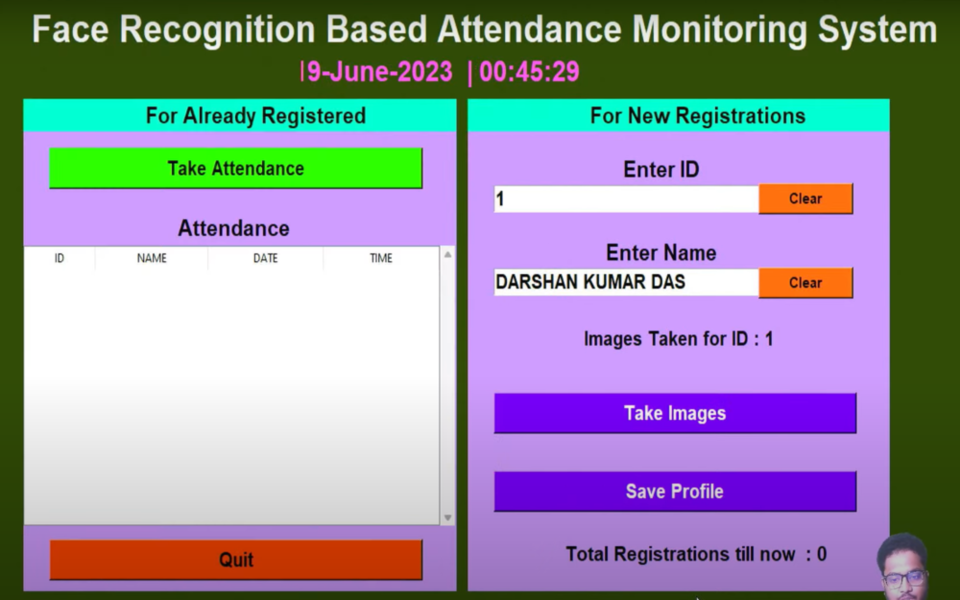 Face Recognition Based Attendance Monitoring System
19-June-2023 | 00:45:29
For Already Registered
Take Attendance
Attendance
ID NAME DATE TIME
Quit
For New Registrations
Enter ID
1 Clear
Enter Name
DARSHAN KUMAR DAS Clear
Images Taken for ID : 1
Take Images
Save Profile
Total Registrations till now : 0